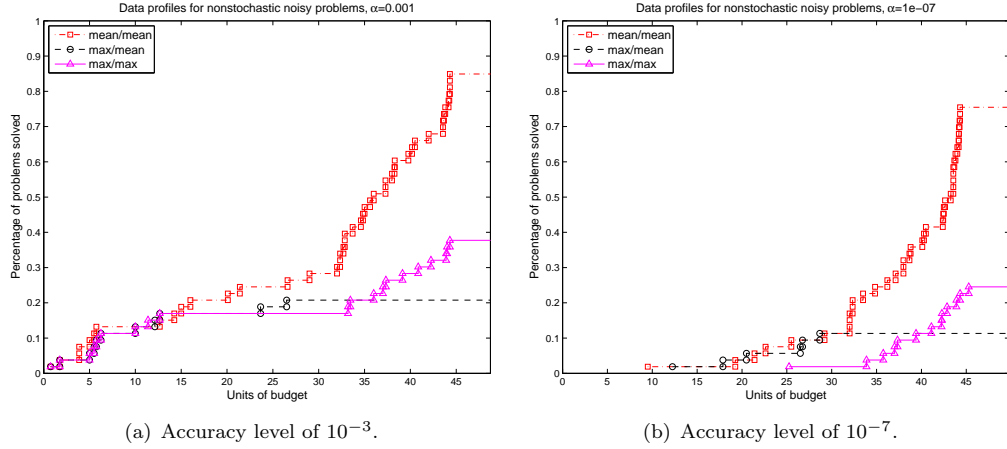 Data profiles for nonstochastic noisy problems, α=0.001
1
0.9
0.8
0.7
0.6
0.5
0.4
0.3
0.2
0.1
0
Percentage of problems solved
mean/mean
max/mean
max/max
0 5 10 15 20 25 30 35 40 45
Units of budget
(a) Accuracy level of 10⁻³.
Data profiles for nonstochastic noisy problems, α=1e−07
1
0.9
0.8
0.7
0.6
0.5
0.4
0.3
0.2
0.1
0
Percentage of problems solved
mean/mean
max/mean
max/max
0 5 10 15 20 25 30 35 40 45
Units of budget
(b) Accuracy level of 10⁻⁷.